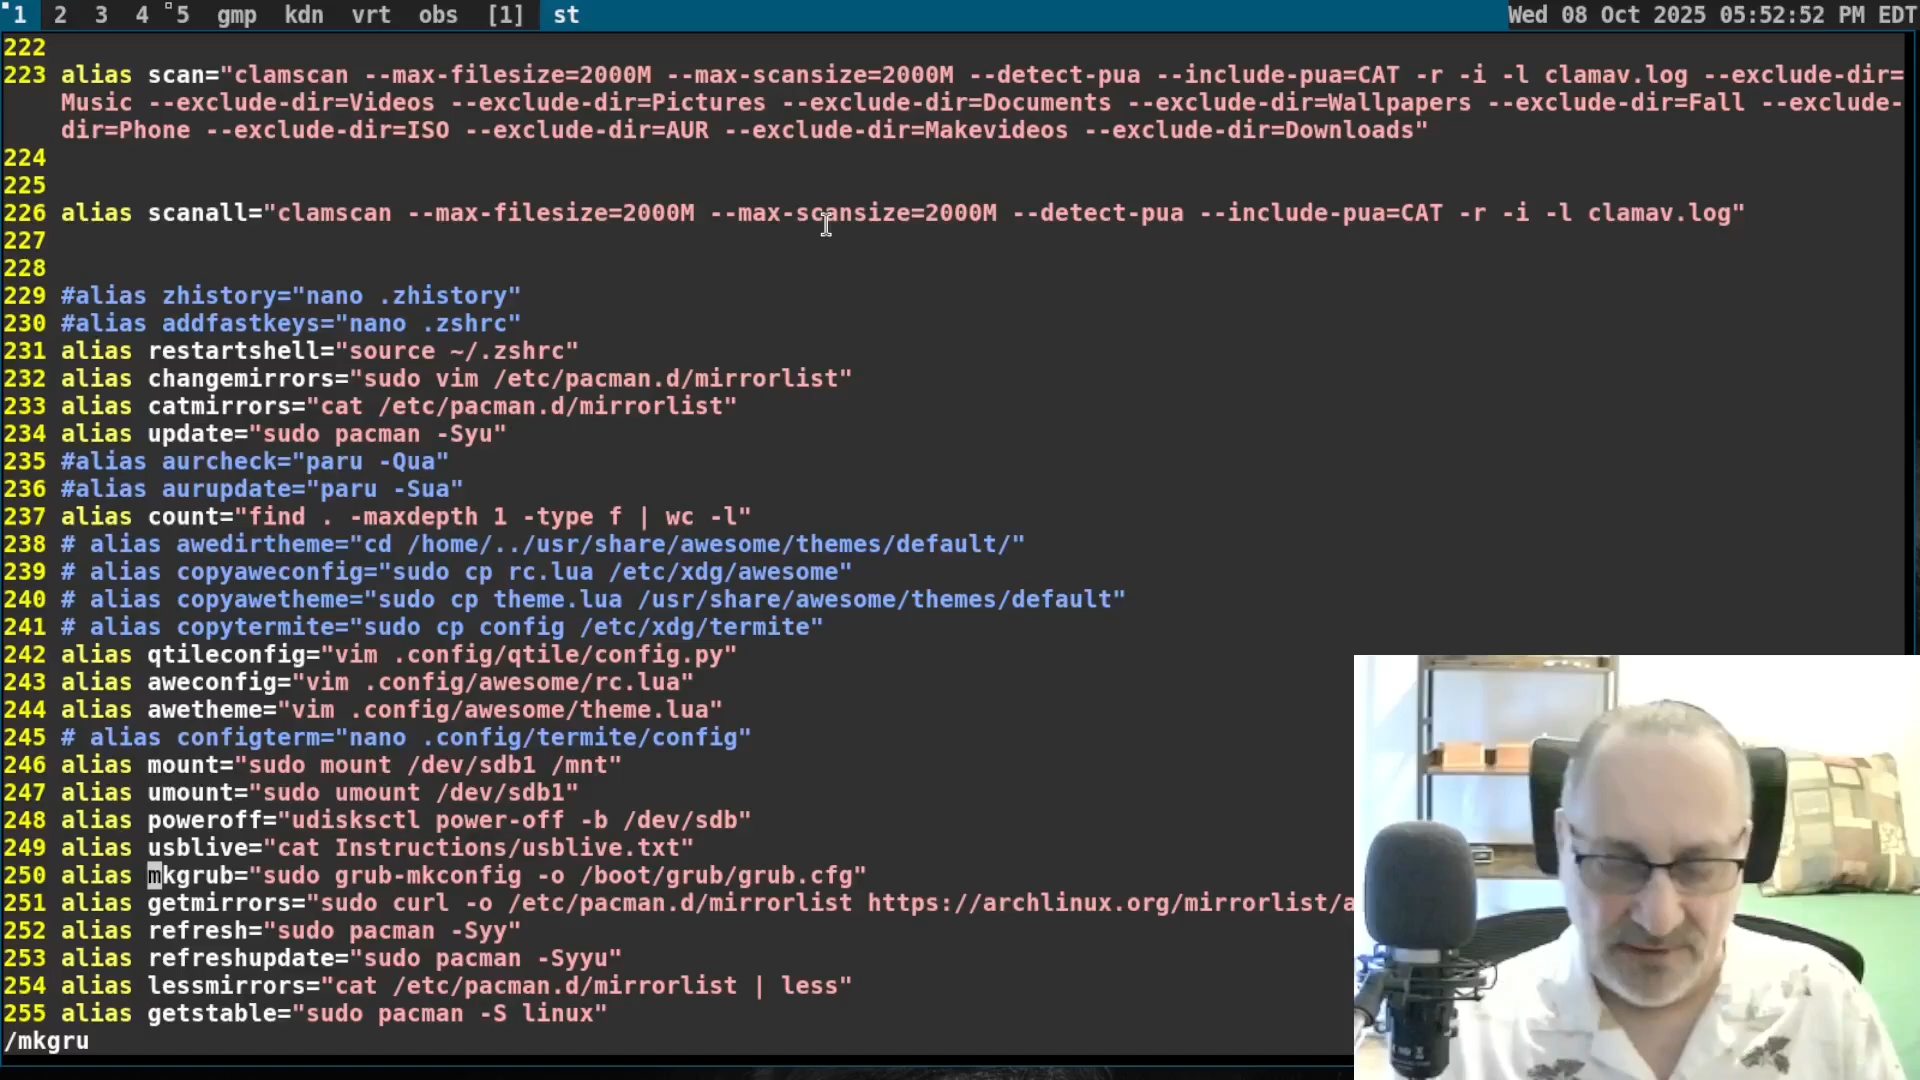 1 2 3 4 5 gmp kdn vrt obs [1] st Wed 08 Oct 2025 05:52:52 PM EDT
222
223 alias scan="clamscan --max-filesize=2000M --max-scansize=2000M --detect-pua --include-pua=CAT -r -i -l clamav.log --exclude-dir=
Music --exclude-dir=Videos --exclude-dir=Pictures --exclude-dir=Documents --exclude-dir=Wallpapers --exclude-dir=Fall --exclude-
dir=Phone --exclude-dir=ISO --exclude-dir=AUR --exclude-dir=Makevideos --exclude-dir=Downloads"
224
225
226 alias scanall="clamscan --max-filesize=2000M --max-scansize=2000M --detect-pua --include-pua=CAT -r -i -l clamav.log"
227
228
229 #alias zhistory="nano .zhistory"
230 #alias addfastkeys="nano .zshrc"
231 alias restartshell="source ~/.zshrc"
232 alias changemirrors="sudo vim /etc/pacman.d/mirrorlist"
233 alias catmirrors="cat /etc/pacman.d/mirrorlist"
234 alias update="sudo pacman -Syu"
235 #alias aurcheck="paru -Qua"
236 #alias aurupdate="paru -Sua"
237 alias count="find . -maxdepth 1 -type f | wc -l"
238 # alias awedirtheme="cd /home/../usr/share/awesome/themes/default/"
239 # alias copyaweconfig="sudo cp rc.lua /etc/xdg/awesome"
240 # alias copyawetheme="sudo cp theme.lua /usr/share/awesome/themes/default"
241 # alias copytermite="sudo cp config /etc/xdg/termite"
242 alias qtileconfig="vim .config/qtile/config.py"
243 alias aweconfig="vim .config/awesome/rc.lua"
244 alias awetheme="vim .config/awesome/theme.lua"
245 # alias configterm="nano .config/termite/config"
246 alias mount="sudo mount /dev/sdb1 /mnt"
247 alias umount="sudo umount /dev/sdb1"
248 alias poweroff="udisksctl power-off -b /dev/sdb"
249 alias usblive="cat Instructions/usblive.txt"
250 alias mkgrub="sudo grub-mkconfig -o /boot/grub/grub.cfg"
251 alias getmirrors="sudo curl -o /etc/pacman.d/mirrorlist https://archlinux.org/mirrorlist/a
252 alias refresh="sudo pacman -Syy"
253 alias refreshupdate="sudo pacman -Syyu"
254 alias lessmirrors="cat /etc/pacman.d/mirrorlist | less"
255 alias getstable="sudo pacman -S linux"
/mkgru